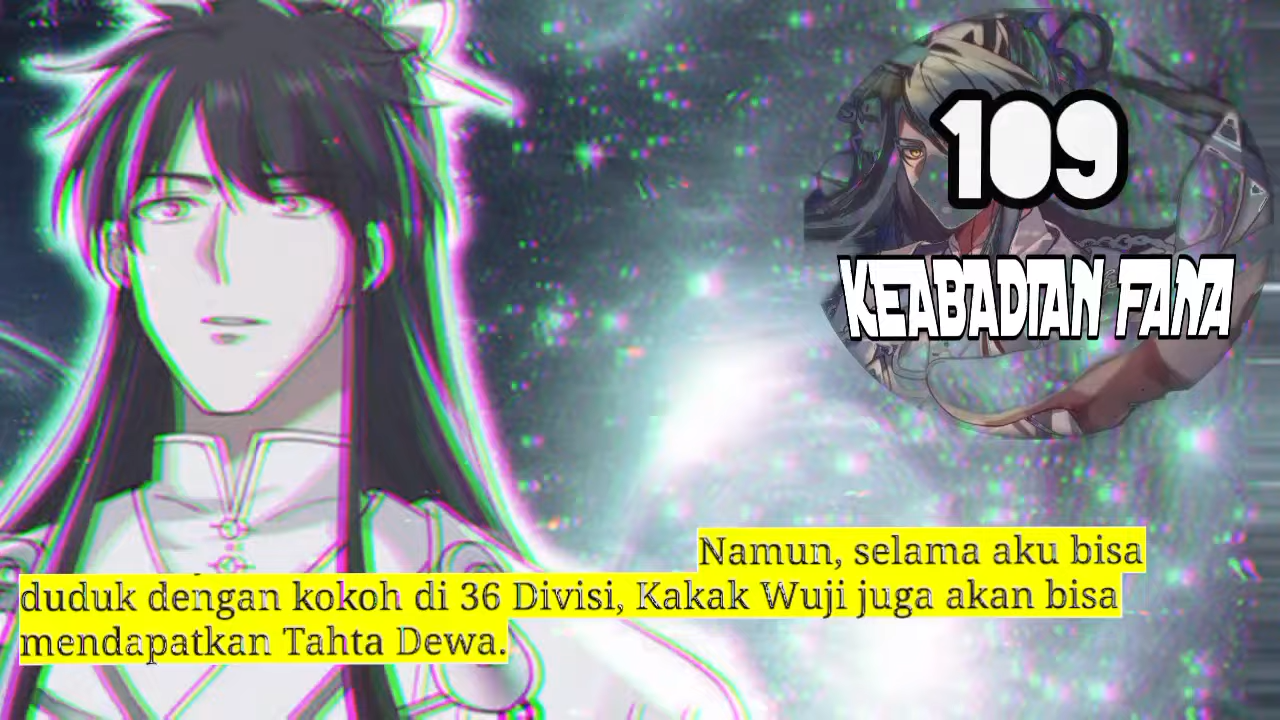 109
KEABADIAN FANA
Namun, selama aku bisa
duduk dengan kokoh di 36 Divisi, Kakak Wuji juga akan bisa
mendapatkan Tahta Dewa.